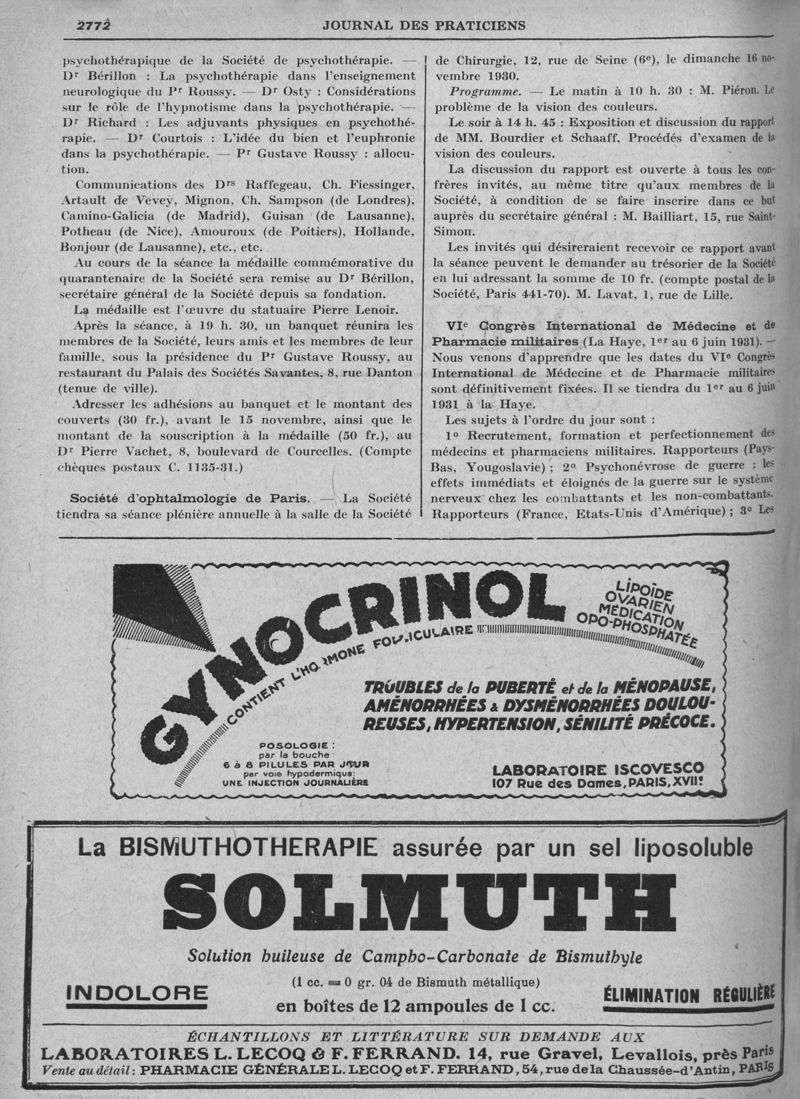 2772
JOURNAL DES PRATICIENS
psychothérapique de la Société de psychothérapie. —
Dr Bérillon : La psychothérapie dans l'enseignement
neurologique du Pr Roussy. — Dr Osty : Considérations
sur le rôle de l'hypnotisme dans la psychothérapie. —
Dr Richard : Les adjuvants physiques en psychothé-
rapie. — Dr Courtois : L'idée du bien et l'euphronie
dans la psychothérapie. — Pr Gustave Roussy : allocu-
tion.
Communications des Drs Raffegeau, Ch. Fiessinger,
Artault de Vevey, Mignon, Ch. Sampson (de Londres),
Camino-Galicia (de Madrid), Guisan (de Lausanne),
Potheau (de Nice), Amouroux (de Poitiers), Hollande,
Bonjour (de Lausanne), etc., etc.
Au cours de la séance la médaille commémorative du
quarantenaire de la Société sera remise au Dr Bérillon,
secrétaire général de la Société depuis sa fondation.
La médaille est l'œuvre du statuaire Pierre Lenoir.
Après la séance, à 19 h. 30, un banquet réunira les
membres de la Société, leurs amis et les membres de leur
famille, sous la présidence du Pr Gustave Roussy, au
restaurant du Palais des Sociétés Savantes, 8, rue Danton
(tenue de ville).
Adresser les adhésions au banquet et le montant des
couverts (30 fr.), avant le 15 novembre, ainsi que le
montant de la souscription à la médaille (50 fr.), au
Dr Pierre Vachet, 8, boulevard de Courcelles. (Compte
chèques postaux C. 1135-31.)
Société d'ophtalmologie de Paris. — La Société
tiendra sa séance plénière annuelle à la salle de la Société
de Chirurgie, 12, rue de Seine (6e), le dimanche 16 no-
vembre 1930.
Programme. — Le matin à 10 h. 30 : M. Piéron. Le
problème de la vision des couleurs.
Le soir à 14 h. 45 : Exposition et discussion du rapport
de MM. Bourdier et Schaaff. Procédés d'examen de la
vision des couleurs.
La discussion du rapport est ouverte à tous les con-
frères invités, au même titre qu'aux membres de la
Société, à condition de se faire inscrire dans ce but
auprès du secrétaire général : M. Bailliart, 15, rue Saint-
Simon.
Les invités qui désireraient recevoir ce rapport avant
la séance peuvent le demander au trésorier de la Société
en lui adressant la somme de 10 fr. (compte postal de la
Société, Paris 441-70). M. Lavat, 1, rue de Lille.
VIe Congrès International de Médecine et de
Pharmacie militaires (La Haye, 1er au 6 juin 1931). —
Nous venons d'apprendre que les dates du VIe Congrès
International de Médecine et de Pharmacie militaires
sont définitivement fixées. Il se tiendra du 1er au 6 juin
1931 à la Haye.
Les sujets à l'ordre du jour sont :
1o Recrutement, formation et perfectionnement des
médecins et pharmaciens militaires. Rapporteurs (Pays-
Bas, Yougoslavie) ; 2o Psychonévrose de guerre : les
effets immédiats et éloignés de la guerre sur le système
nerveux chez les combattants et les non-combattants.
Rapporteurs (France, Etats-Unis d'Amérique) ; 3o Les
GYNOCRINOL
LIPOÏDE
OVARIEN
MÉDICATION
OPO-PHOSPHATÉE
CONTIENT L'HORMONE FOLLICULAIRE
TROUBLES de la PUBERTÉ et de la MÉNOPAUSE,
AMÉNORRHÉES & DYSMÉNORRHÉES DOULOU-
REUSES, HYPERTENSION, SÉNILITÉ PRÉCOCE.
POSOLOGIE :
par la bouche
6 à 8 PILULES PAR JOUR
par voie hypodermique:
UNE INJECTION JOURNALIÈRE
LABORATOIRE ISCOVESCO
107 Rue des Dames, PARIS, XVIIe
La BISMUTHOTHERAPIE assurée par un sel liposoluble
SOLMUTH
Solution huileuse de Campho-Carbonate de Bismuthyle
INDOLORE
(1 cc. = 0 gr. 04 de Bismuth métallique)
en boîtes de 12 ampoules de 1 cc.
ÉLIMINATION RÉGULIÈRE
ÉCHANTILLONS ET LITTÉRATURE SUR DEMANDE AUX
LABORATOIRES L. LECOQ & F. FERRAND. 14, rue Gravel, Levallois, près Paris
Vente au détail : PHARMACIE GÉNÉRALE L. LECOQ et F. FERRAND, 54, rue de la Chaussée-d'Antin, PARIS